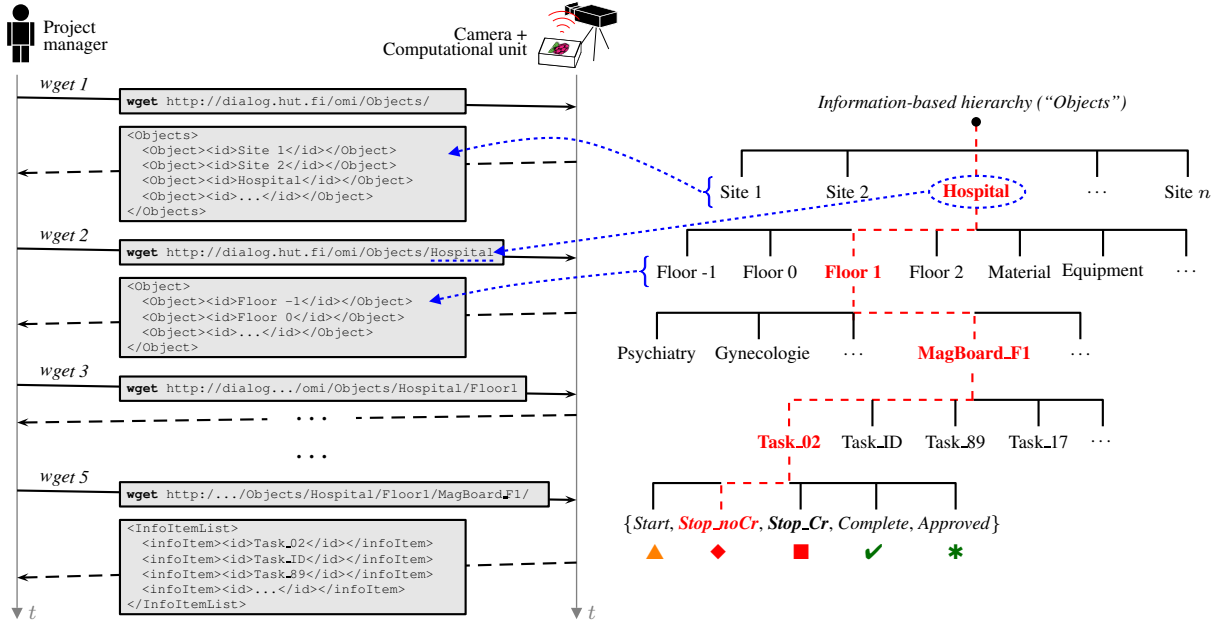 Project
manager
Camera +
Computational unit
wget 1
wget http://dialog.hut.fi/omi/Objects/
<Objects>
<Object><id>Site 1</id></Object>
<Object><id>Site 2</id></Object>
<Object><id>Hospital</id></Object>
<Object><id>...</id></Object>
</Objects>
wget 2
wget http://dialog.hut.fi/omi/Objects/Hospital
<Object>
<Object><id>Floor -1</id></Object>
<Object><id>Floor 0</id></Object>
<Object><id>...</id></Object>
</Object>
wget 3
wget http://dialog.../omi/Objects/Hospital/Floor1
...
...
wget 5
wget http:/.../Objects/Hospital/Floor1/MagBoard_F1/
<InfoItemList>
<infoItem><id>Task_02</id></infoItem>
<infoItem><id>Task_ID</id></infoItem>
<infoItem><id>Task_89</id></infoItem>
<infoItem><id>...</id></infoItem>
</InfoItemList>
t
t
Information-based hierarchy (“Objects”)
Site 1 Site 2 Hospital ... Site n
Floor -1 Floor 0 Floor 1 Floor 2 Material Equipment ...
Psychiatry Gynecologie ... MagBoard_F1 ...
Task_02 Task_ID Task_89 Task_17 ...
{Start, Stop_noCr, Stop_Cr, Complete, Approved}